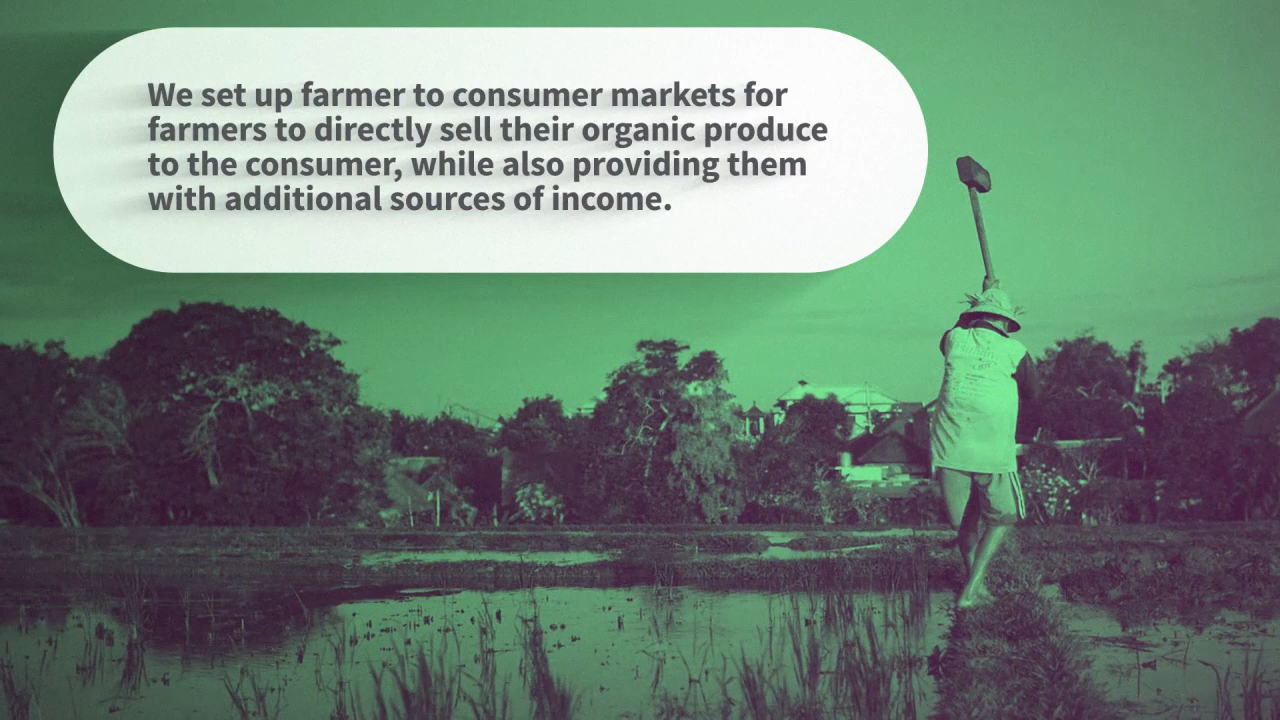 We set up farmer to consumer markets for
farmers to directly sell their organic produce
to the consumer, while also providing them
with additional sources of income.